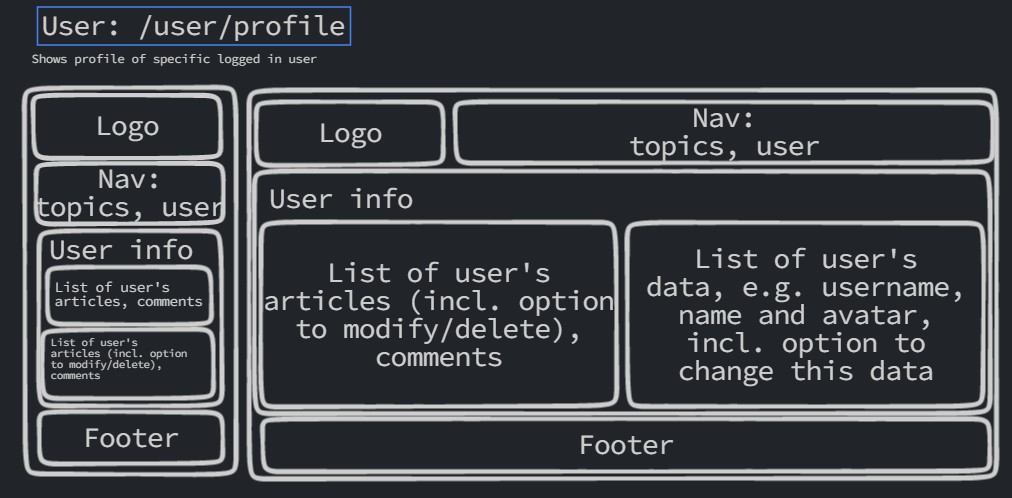 User: /user/profile
Shows profile of specific logged in user
Logo
Nav:
topics, user
User info
List of user's
articles, comments
List of user's
articles (incl. option
to modify/delete),
comments
Footer
Logo
Nav:
topics, user
User info
List of user's
articles (incl. option
to modify/delete),
comments
List of user's
data, e.g. username,
name and avatar,
incl. option to
change this data
Footer